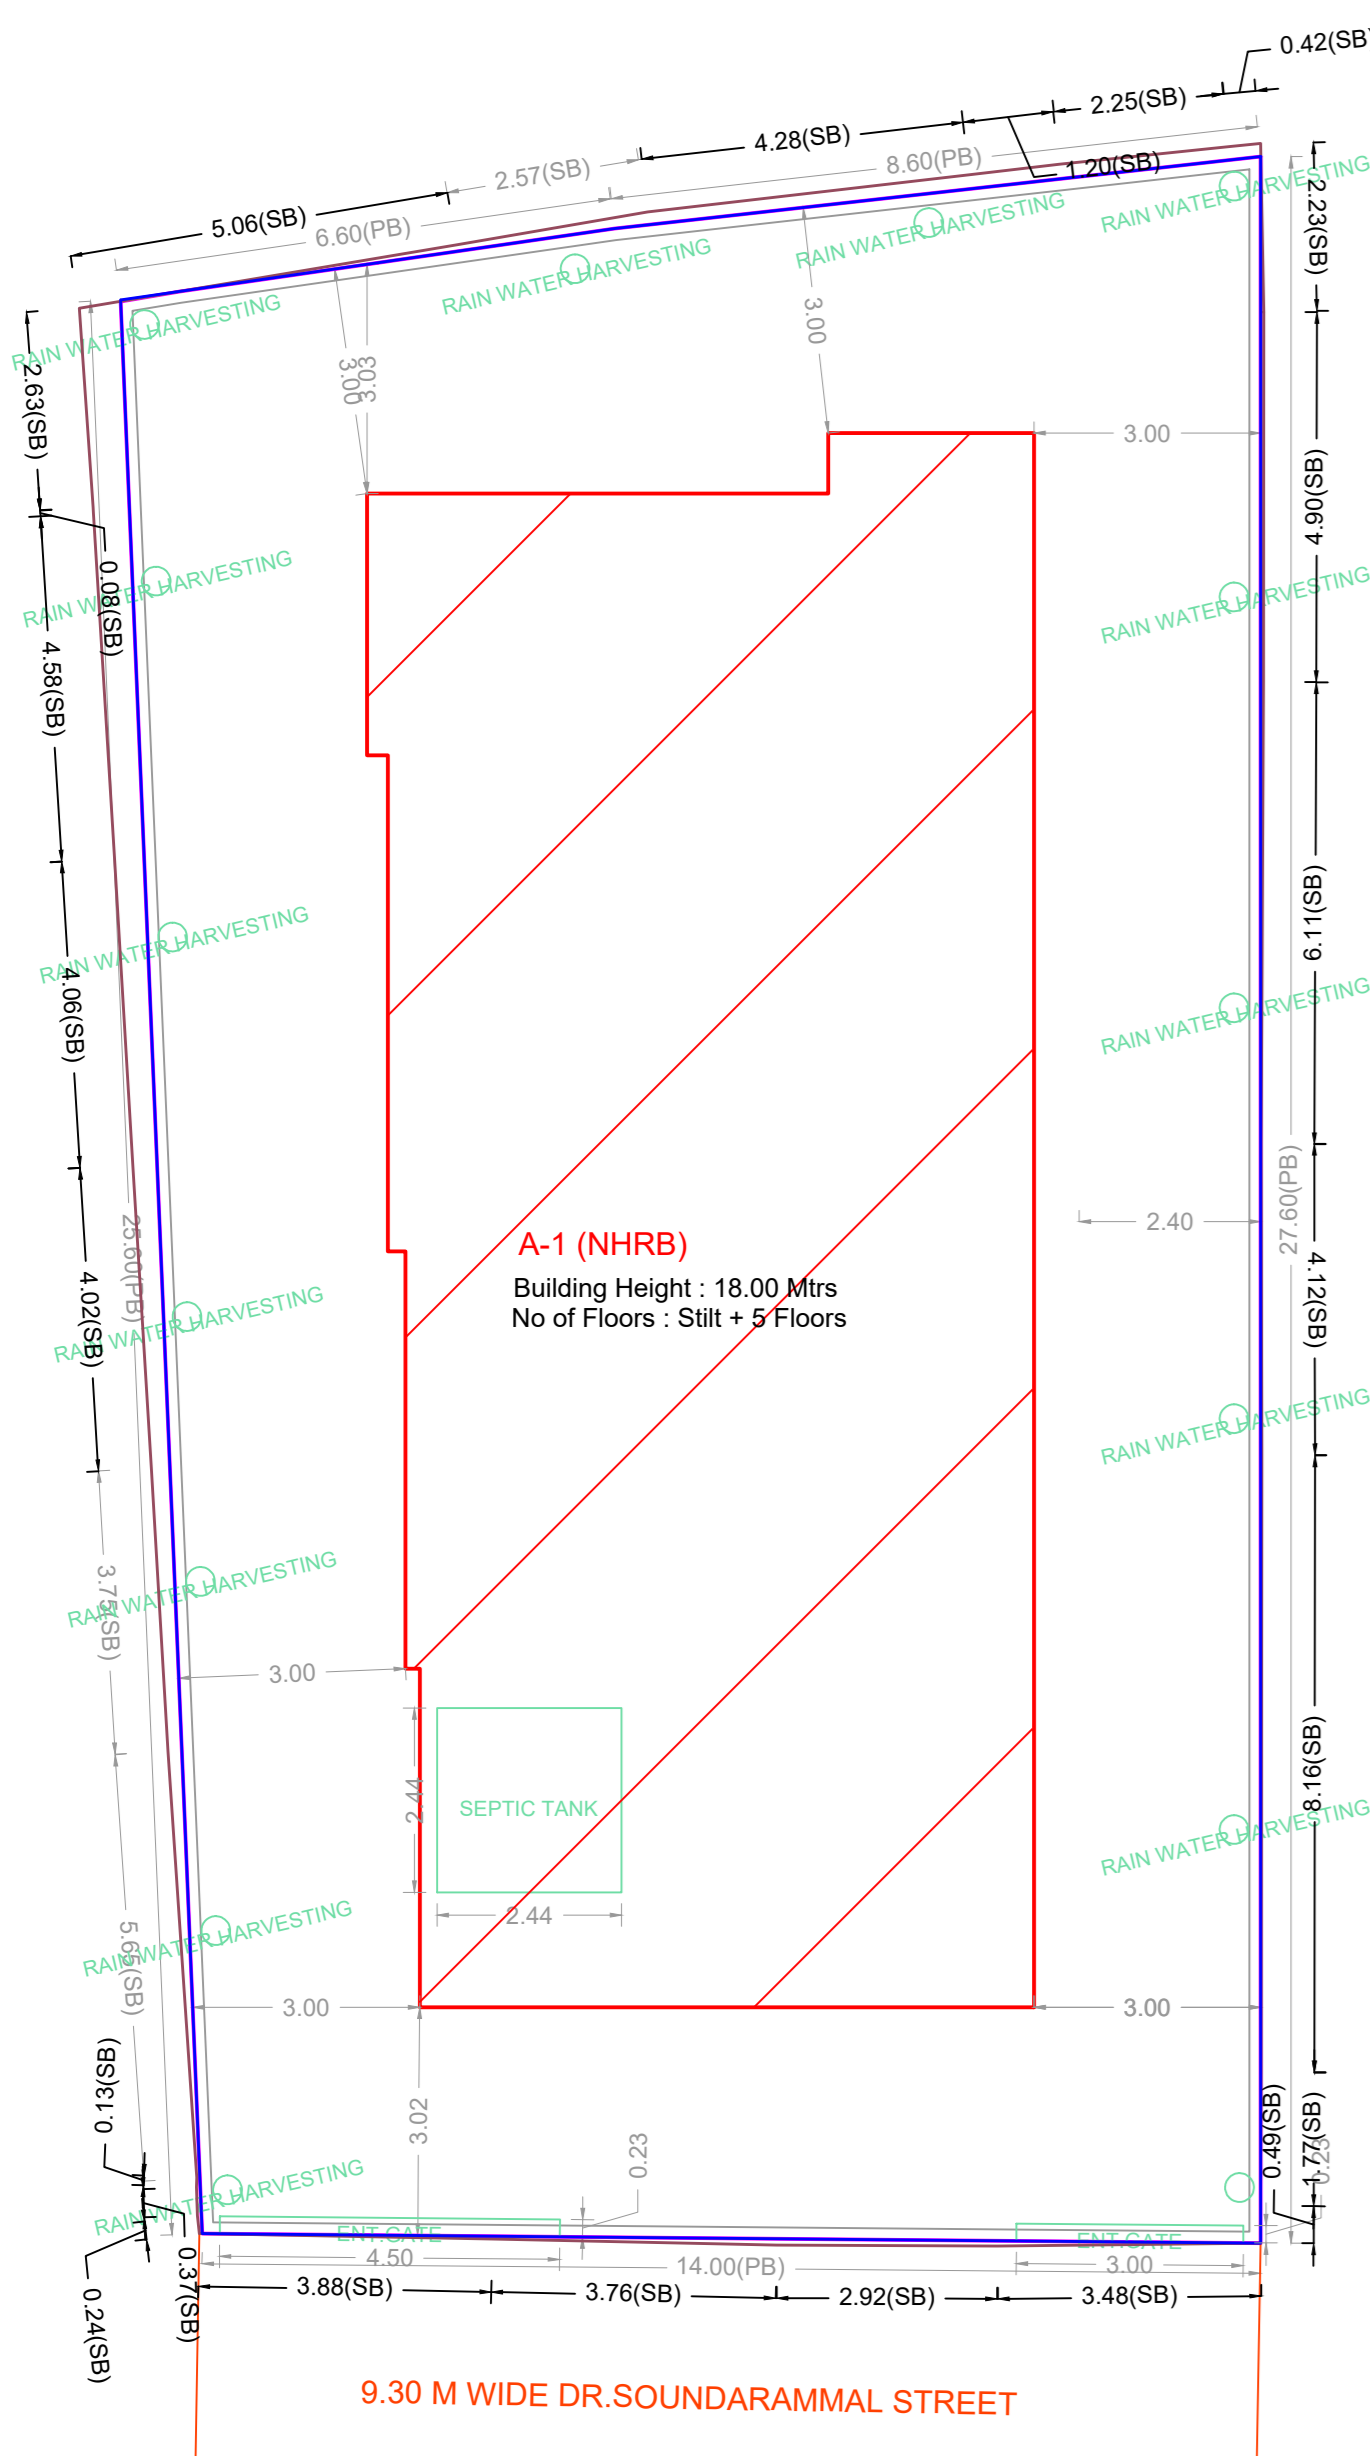 0.42(SB)
2.25(SB)
4.28(SB)
8.60(PB)
1.20(SB)
2.57(SB)
5.06(SB)
6.60(PB)
RAIN WATER HARVESTING
RAIN WATER HARVESTING
RAIN WATER HARVESTING
RAIN WATER HARVESTING
2.23(SB)
3.00
3.03
3.00
2.63(SB)
3.00
4.90(SB)
0.08(SB)
RAIN WATER HARVESTING
RAIN WATER HARVESTING
4.58(SB)
RAIN WATER HARVESTING
6.11(SB)
4.06(SB)
RAIN WATER HARVESTING
27.60(PB)
2.40
A-1 (NHRB)
Building Height : 18.00 Mtrs
No of Floors : Stilt + 5 Floors
25.60(PB)
4.02(SB)
4.12(SB)
RAIN WATER HARVESTING
RAIN WATER HARVESTING
3.75(SB)
RAIN WATER HARVESTING
3.00
8.16(SB)
2.44
SEPTIC TANK
RAIN WATER HARVESTING
2.44
5.65(SB)
RAIN WATER HARVESTING
3.00
3.00
0.13(SB)
3.02
0.23
0.49(SB)
1.77(SB)
0.23
RAIN WATER HARVESTING
ENT.GATE
ENT.GATE
4.50
14.00(PB)
3.00
0.37(SB)
0.24(SB)
3.88(SB)
3.76(SB)
2.92(SB)
3.48(SB)
9.30 M WIDE DR.SOUNDARAMMAL STREET